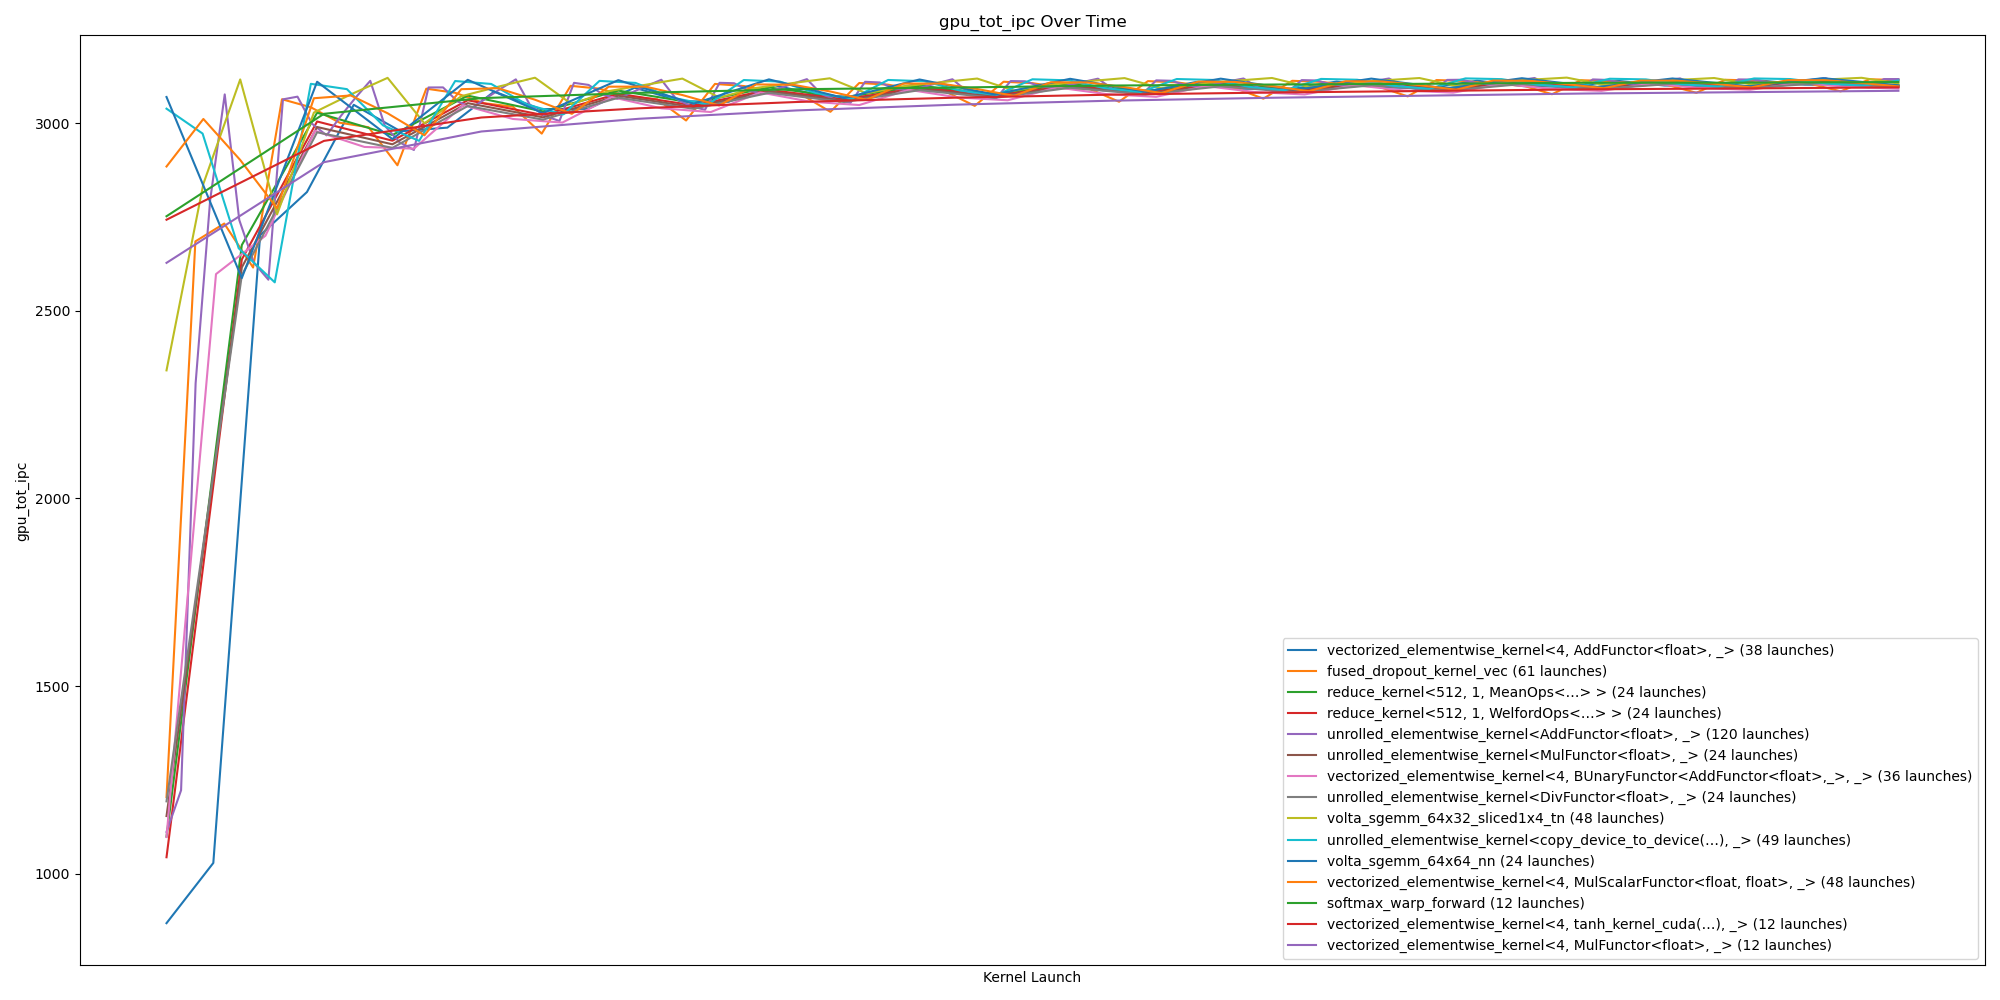 gpu_tot_ipc Over Time
3000
2500
2000
1500
1000
gpu_tot_ipc
Kernel Launch
vectorized_elementwise_kernel<4, AddFunctor<float>, _> (38 launches)
fused_dropout_kernel_vec (61 launches)
reduce_kernel<512, 1, MeanOps<...> > (24 launches)
reduce_kernel<512, 1, WelfordOps<...> > (24 launches)
unrolled_elementwise_kernel<AddFunctor<float>, _> (120 launches)
unrolled_elementwise_kernel<MulFunctor<float>, _> (24 launches)
vectorized_elementwise_kernel<4, BUnaryFunctor<AddFunctor<float>,_>, _> (36 launches)
unrolled_elementwise_kernel<DivFunctor<float>, _> (24 launches)
volta_sgemm_64x32_sliced1x4_tn (48 launches)
unrolled_elementwise_kernel<copy_device_to_device(...), _> (49 launches)
volta_sgemm_64x64_nn (24 launches)
vectorized_elementwise_kernel<4, MulScalarFunctor<float, float>, _> (48 launches)
softmax_warp_forward (12 launches)
vectorized_elementwise_kernel<4, tanh_kernel_cuda(...), _> (12 launches)
vectorized_elementwise_kernel<4, MulFunctor<float>, _> (12 launches)